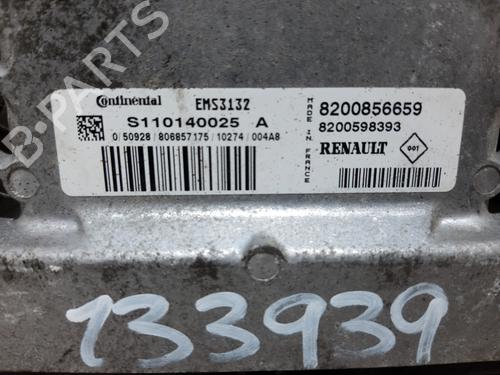 Continental EMS3132
S110140025 A
0/50928/806857175/10274/004A8
MADE IN FRANCE
8200856659
8200598393
RENAULT
001
133939
B-PARTS